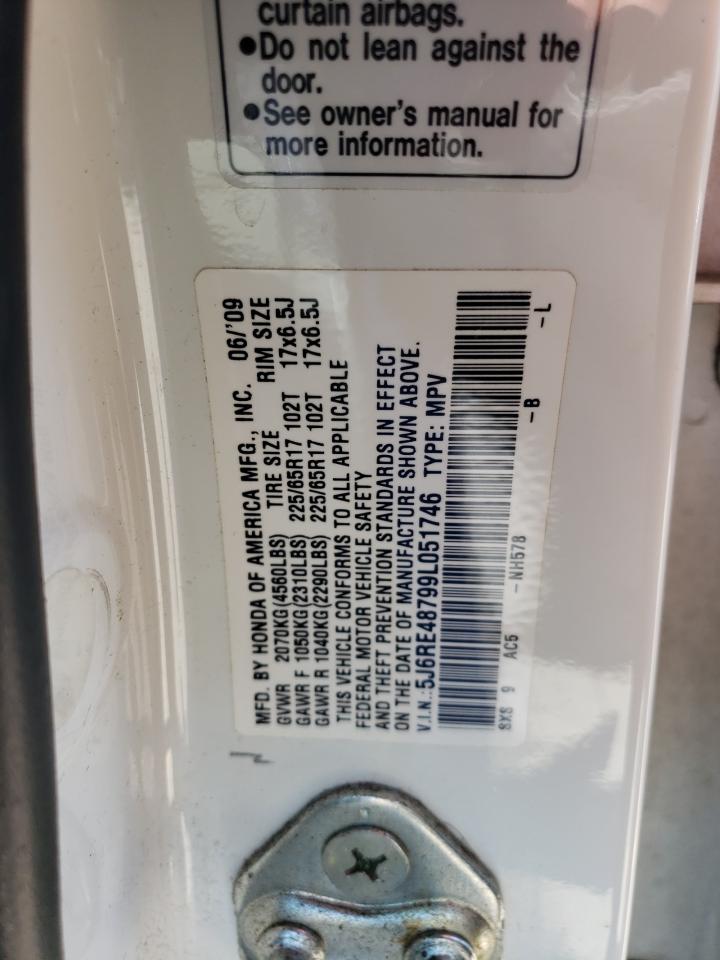 curtain airbags.
●Do not lean against the
door.
●See owner's manual for
more information.
MFD. BY HONDA OF AMERICA MFG., INC. 06/'09
GVWR 2070KG(4560LBS) TIRE SIZE RIM SIZE
GAWR F 1050KG(2310LBS) 225/65R17 102T 17x6.5J
GAWR R 1040KG(2290LBS) 225/65R17 102T 17x6.5J
THIS VEHICLE CONFORMS TO ALL APPLICABLE
FEDERAL MOTOR VEHICLE SAFETY
AND THEFT PREVENTION STANDARDS IN EFFECT
ON THE DATE OF MANUFACTURE SHOWN ABOVE.
V.I.N.:5J6RE48799L051746 TYPE: MPV
SXS 9 AC5 -NH578 -B -L